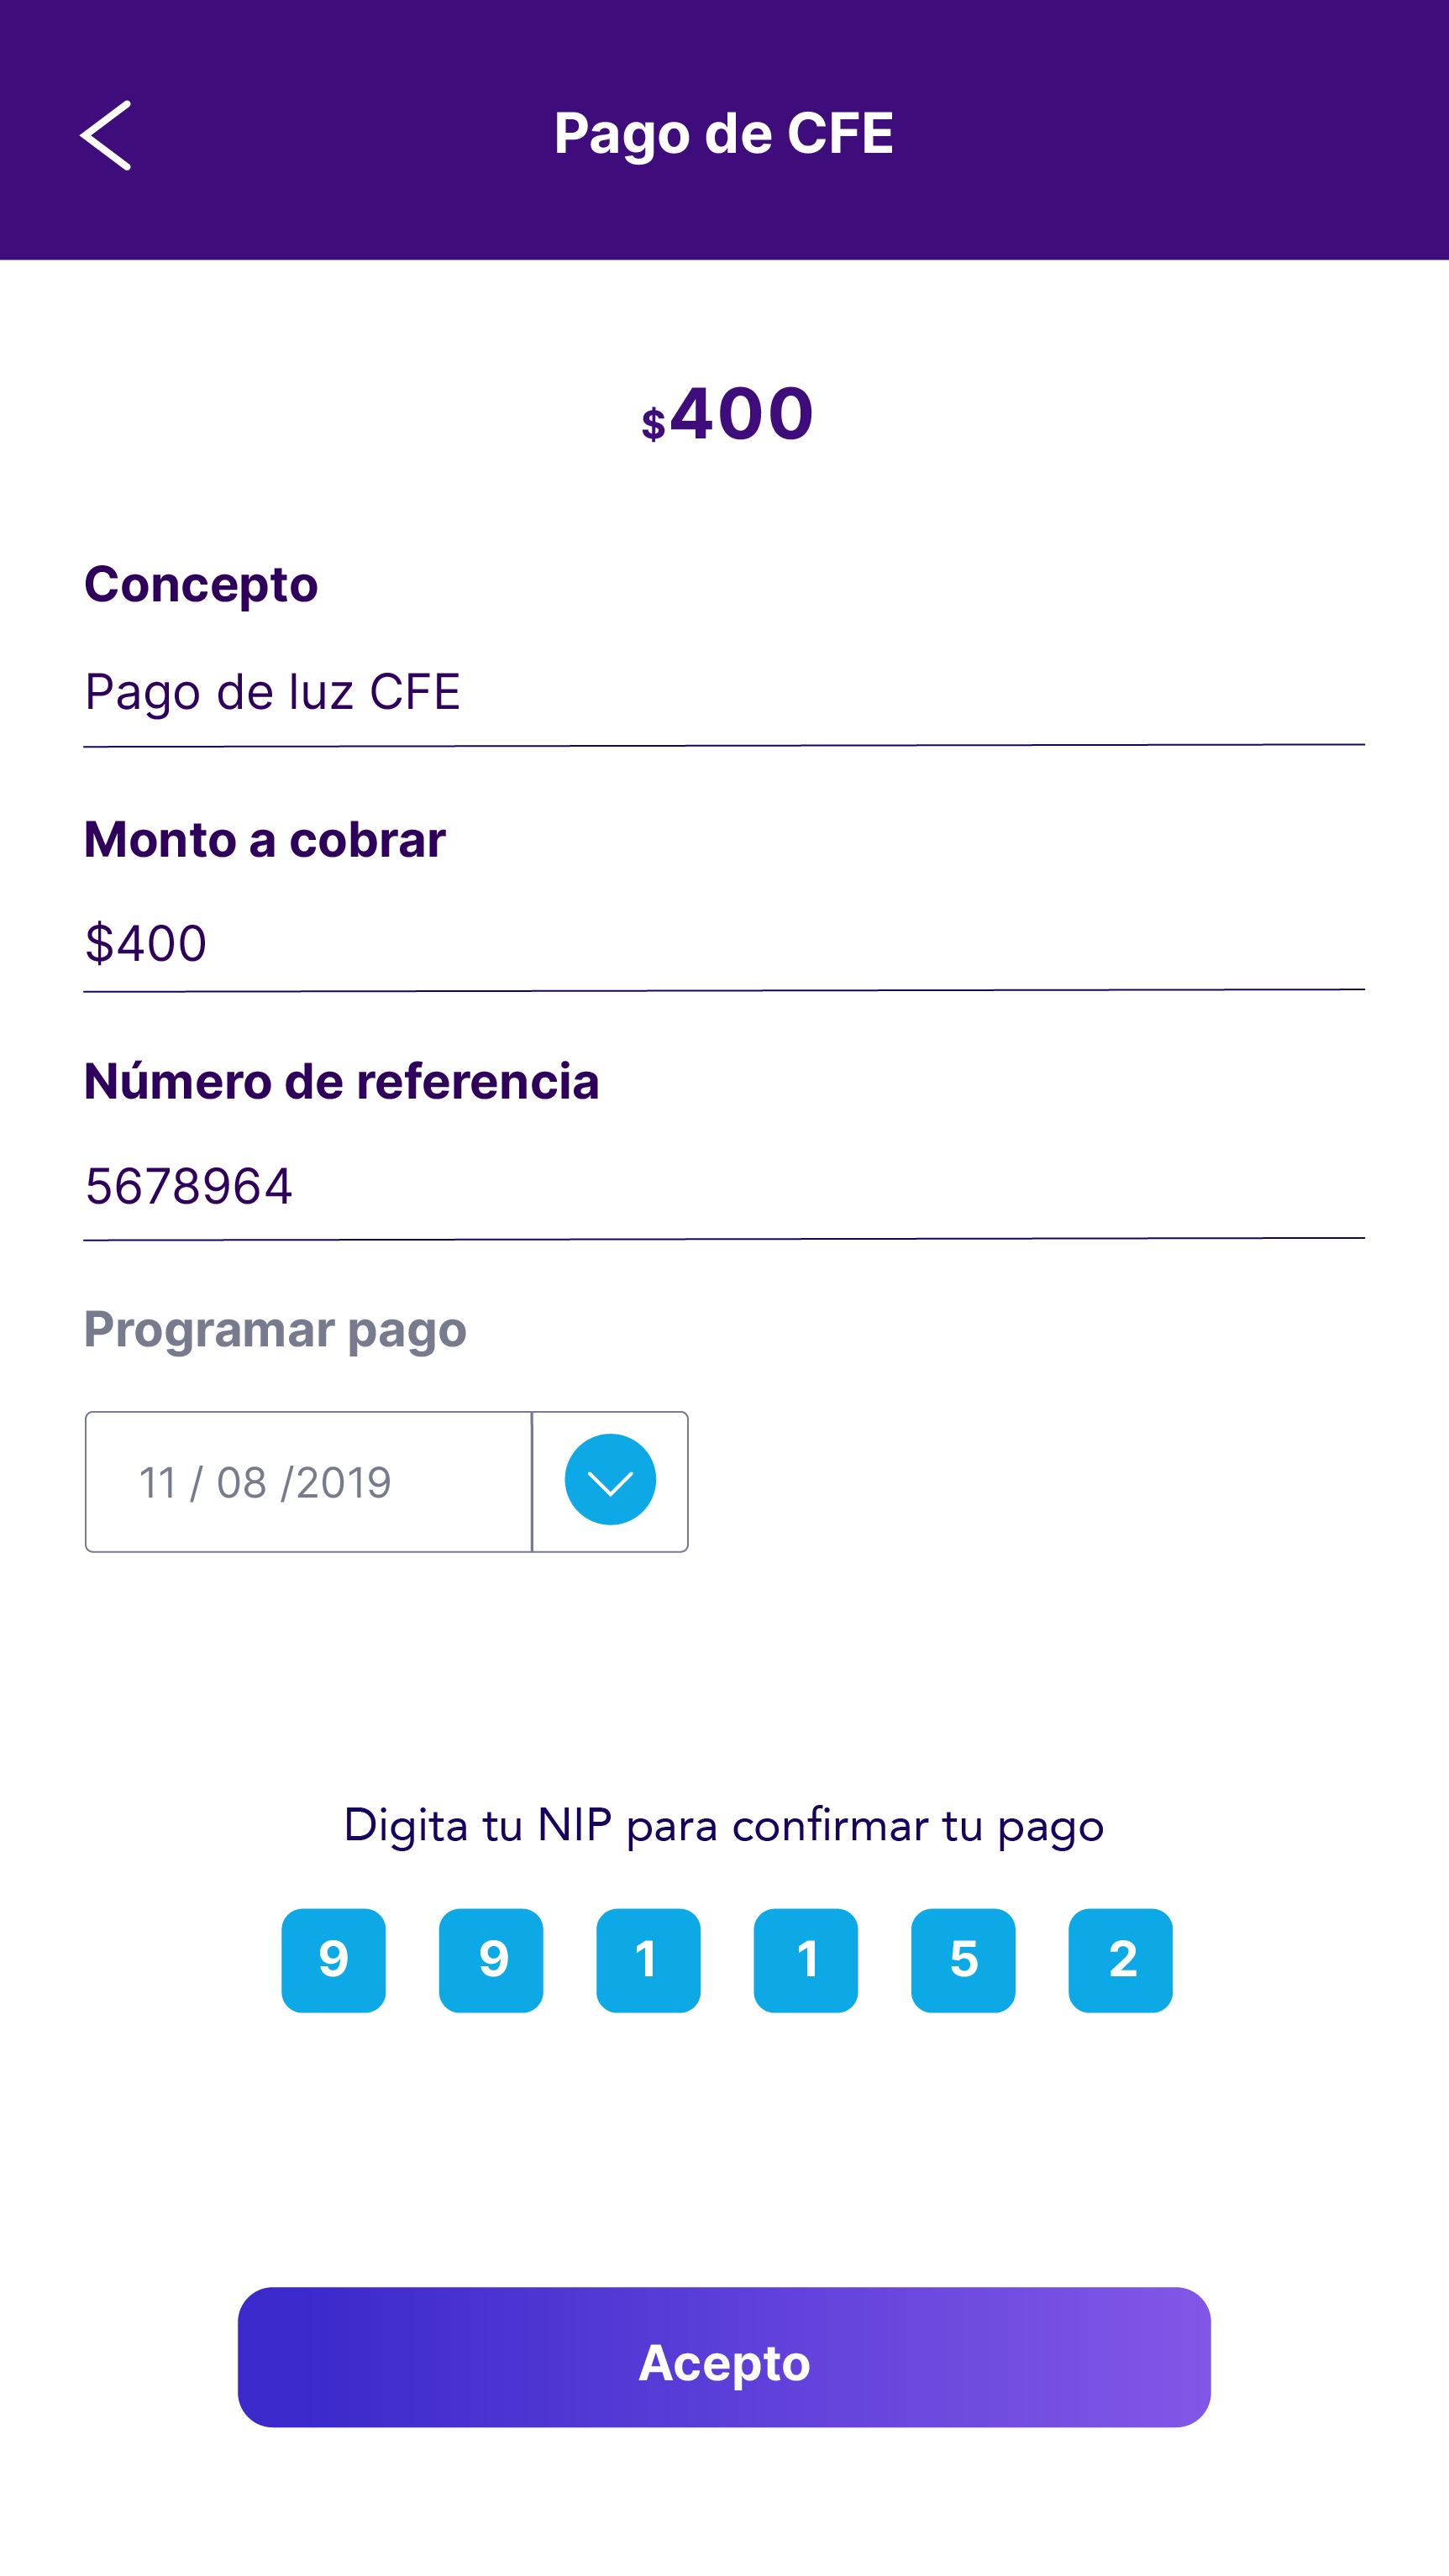 Pago de CFE
$400
Concepto
Pago de luz CFE
Monto a cobrar
$400
Número de referencia
5678964
Programar pago
11 / 08 /2019
Digita tu NIP para confirmar tu pago
9 9 1 1 5 2
Acepto